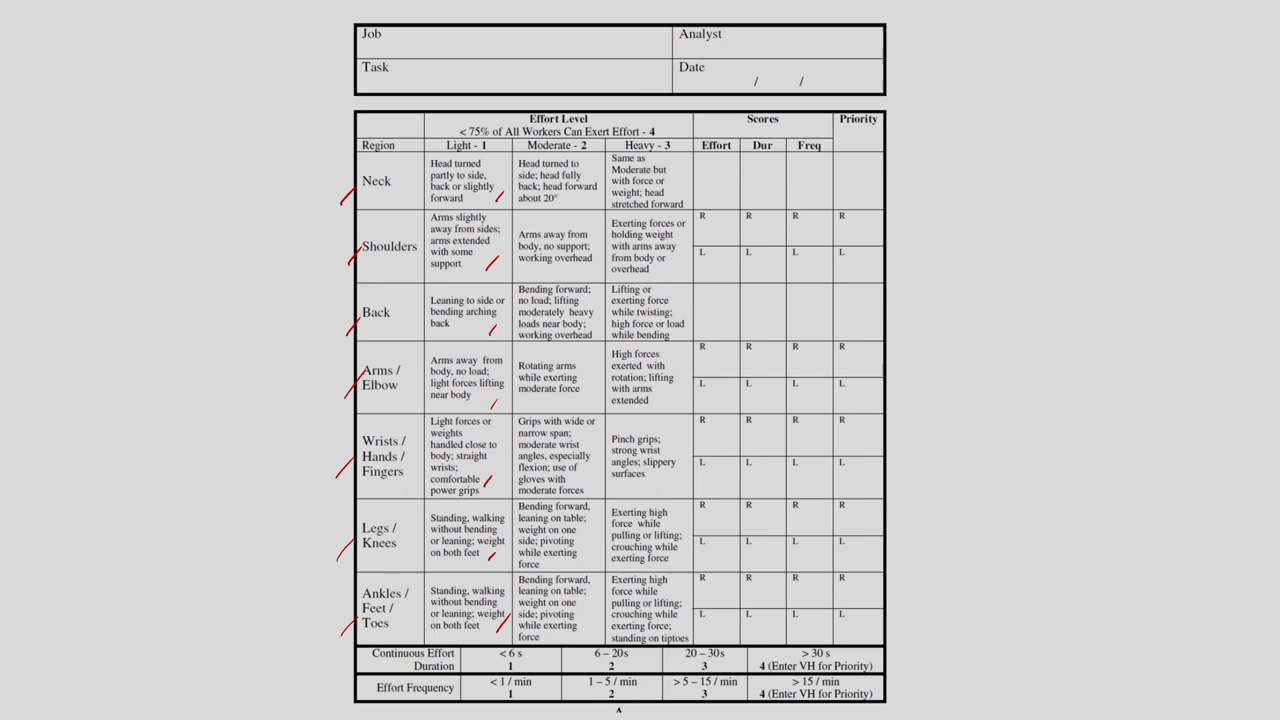 Job Analyst
Task Date
/ /
Effort Level Scores Priority
< 75% of All Workers Can Exert Effort - 4
Region Light - 1 Moderate - 2 Heavy - 3 Effort Dur Freq
Neck
Head turned
partly to side,
back or slightly
forward
Head turned to
side; head fully
back; head forward
about 20°
Same as
Moderate but
with force or
weight; head
stretched forward
Shoulders
Arms slightly
away from sides;
arms extended
with some
support
Arms away from
body, no support;
working overhead
Exerting forces or
holding weight
with arms away
from body or
overhead
R R R R
L L L L
Back
Leaning to side or
bending arching
back
Bending forward;
no load; lifting
moderately heavy
loads near body;
working overhead
Lifting or
exerting force
while twisting;
high force or load
while bending
Arms /
Elbow
Arms away from
body, no load;
light forces lifting
near body
Rotating arms
while exerting
moderate force
High forces
exerted with
rotation; lifting
with arms
extended
R R R R
L L L L
Wrists /
Hands /
Fingers
Light forces or
weights
handled close to
body; straight
wrists;
comfortable
power grips
Grips with wide or
narrow span;
moderate wrist
angles, especially
flexion; use of
gloves with
moderate forces
Pinch grips;
strong wrist
angles; slippery
surfaces
R R R R
L L L L
Legs /
Knees
Standing, walking
without bending
or leaning; weight
on both feet
Bending forward,
leaning on table;
weight on one
side; pivoting
while exerting
force
Exerting high
force while
pulling or lifting;
crouching while
exerting force
R R R R
L L L L
Ankles /
Feet /
Toes
Standing, walking
without bending
or leaning; weight
on both feet
Bending forward,
leaning on table;
weight on one
side; pivoting
while exerting
force
Exerting high
force while
pulling or lifting;
crouching while
exerting force;
standing on tiptoes
R R R R
L L L L
Continuous Effort < 6 s 6 – 20s 20 – 30s > 30 s
Duration 1 2 3 4 (Enter VH for Priority)
Effort Frequency < 1 / min 1 – 5 / min > 5 – 15 / min > 15 / min
1 2 3 4 (Enter VH for Priority)